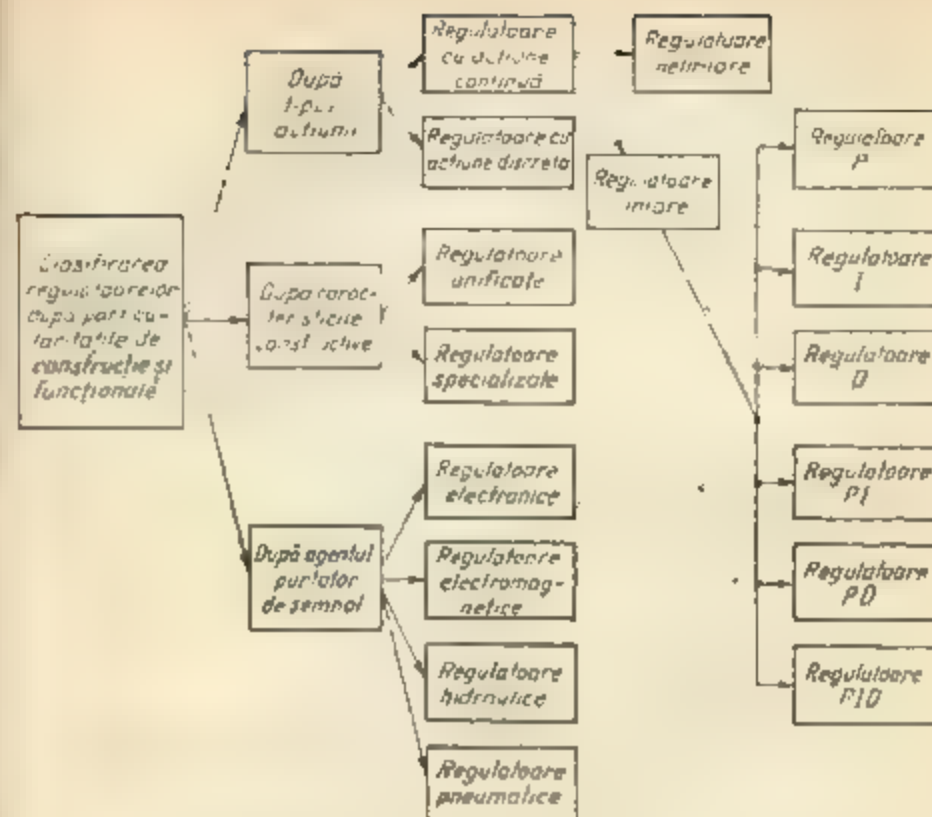 Clasificarea
regulatoarelor
după particu-
laritățile de
construcție și
funcționale
După
tipul
acțiunii
După carac-
teristicile
constructive
După agentul
purtător
de semnal
Regulatoare
cu acțiune
continuă
Regulatoare cu
acțiune discretă
Regulatoare
unificate
Regulatoare
specializate
Regulatoare
electronice
Regulatoare
electromag-
netice
Regulatoare
hidraulice
Regulatoare
pneumatice
Regulatoare
neliniare
Regulatoare
liniare
Regulatoare
P
Regulatoare
I
Regulatoare
D
Regulatoare
PI
Regulatoare
PD
Regulatoare
PID